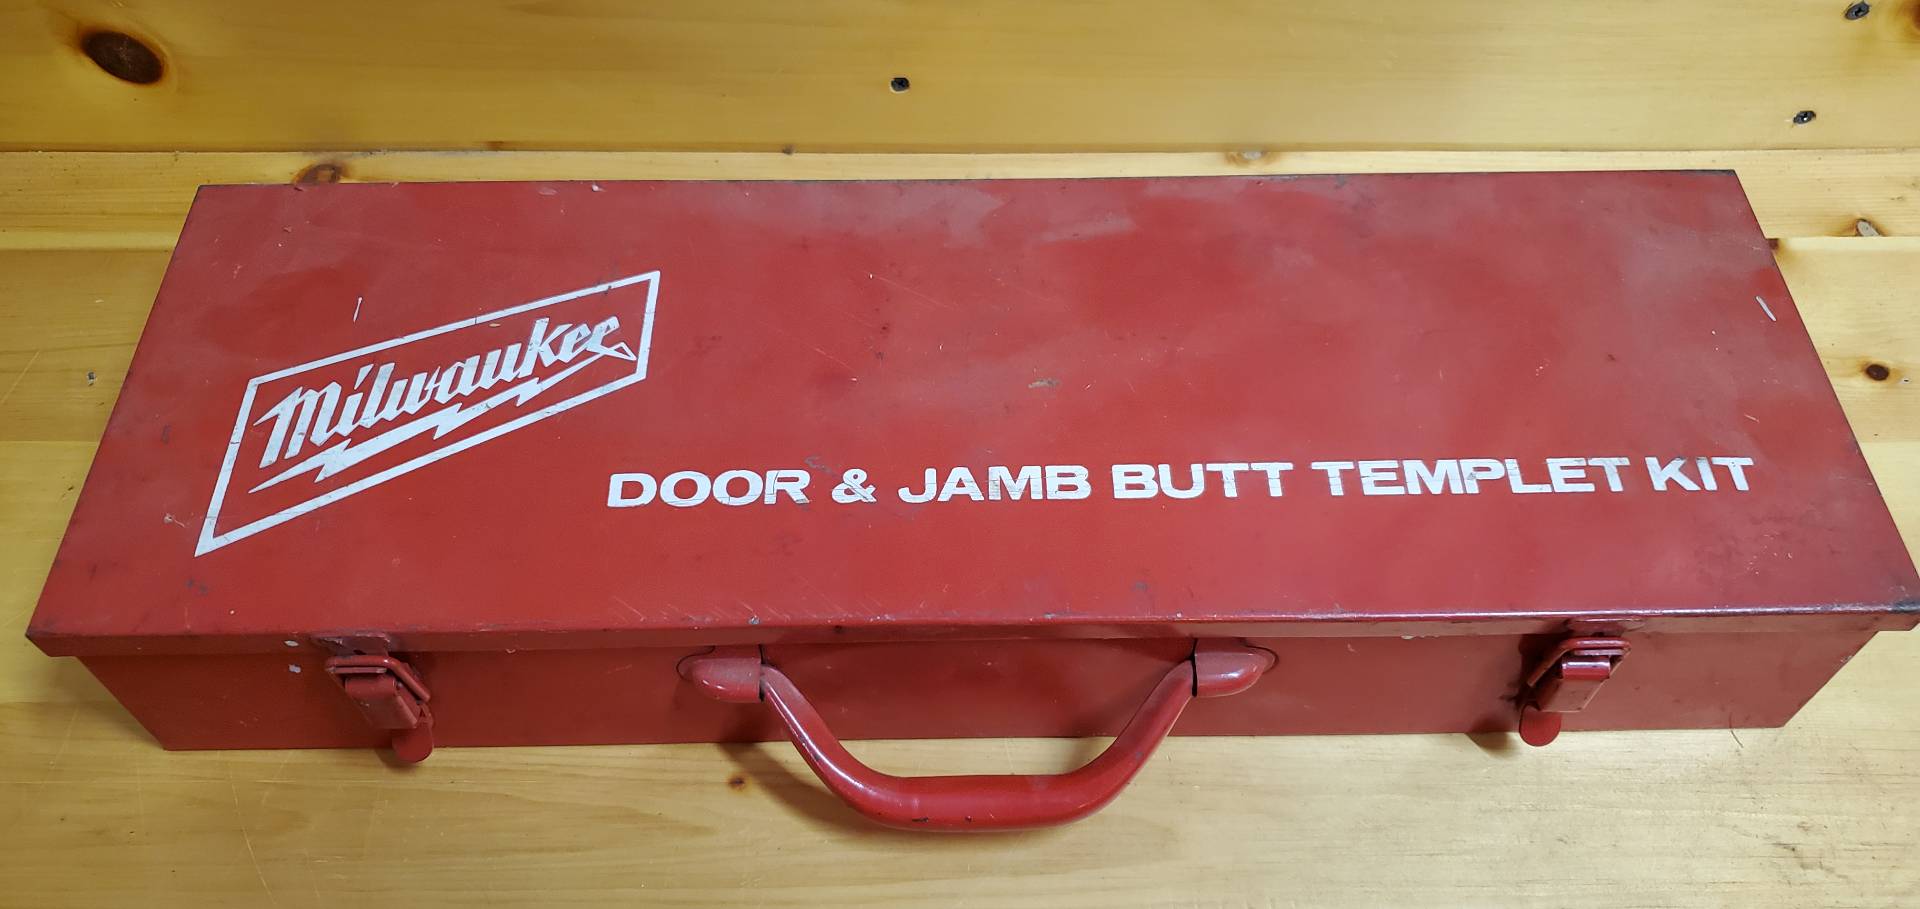 Milwaukee
DOOR & JAMB BUTT TEMPLET KIT